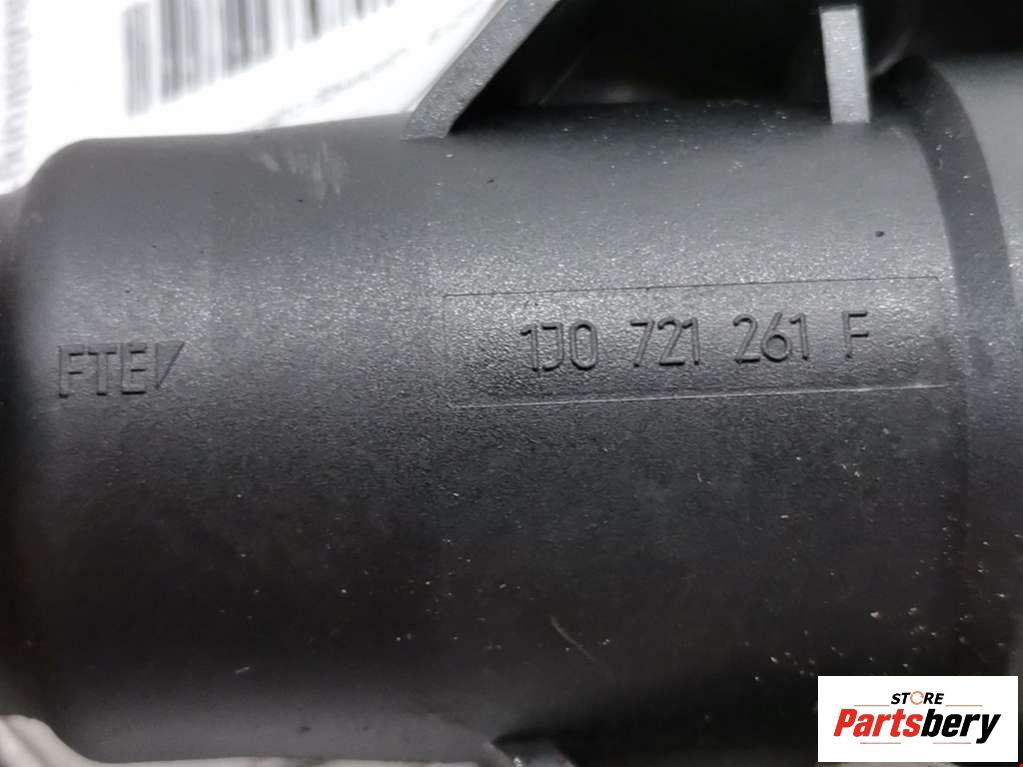 FTE
1J0 721 261 F
STORE
Partsbery